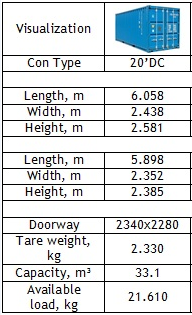 Visualization
Con Type 20’DC
Length, m 6.058
Width, m 2.438
Height, m 2.581
Length, m 5.898
Width, m 2.352
Height, m 2.385
Doorway 2340x2280
Tare weight, kg 2.330
Capacity, m³ 33.1
Available load, kg 21.610